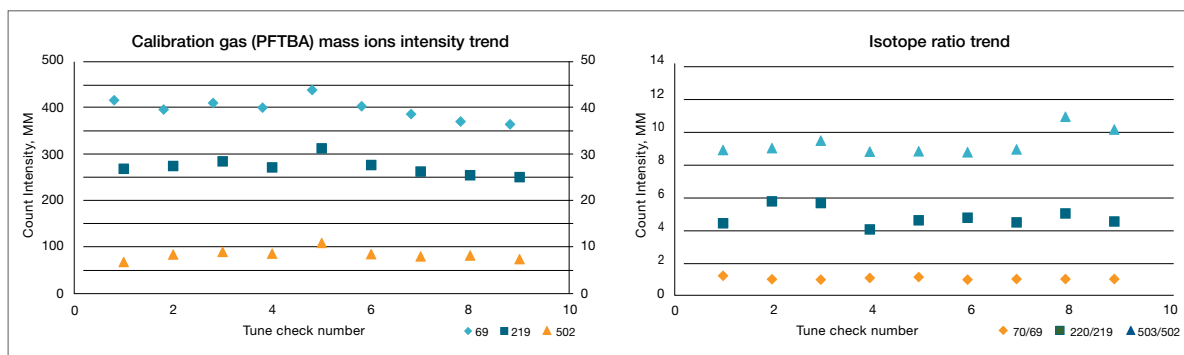 Calibration gas (PFTBA) mass ions intensity trend
500
400
300
200
100
0
50
40
30
20
10
0
Count Intensity, MM
0 2 4 6 8 10
Tune check number
69 219 502
Isotope ratio trend
14
12
10
8
6
4
2
0
Count Intensity, MM
0 2 4 6 8 10
Tune check number
70/69 220/219 503/502